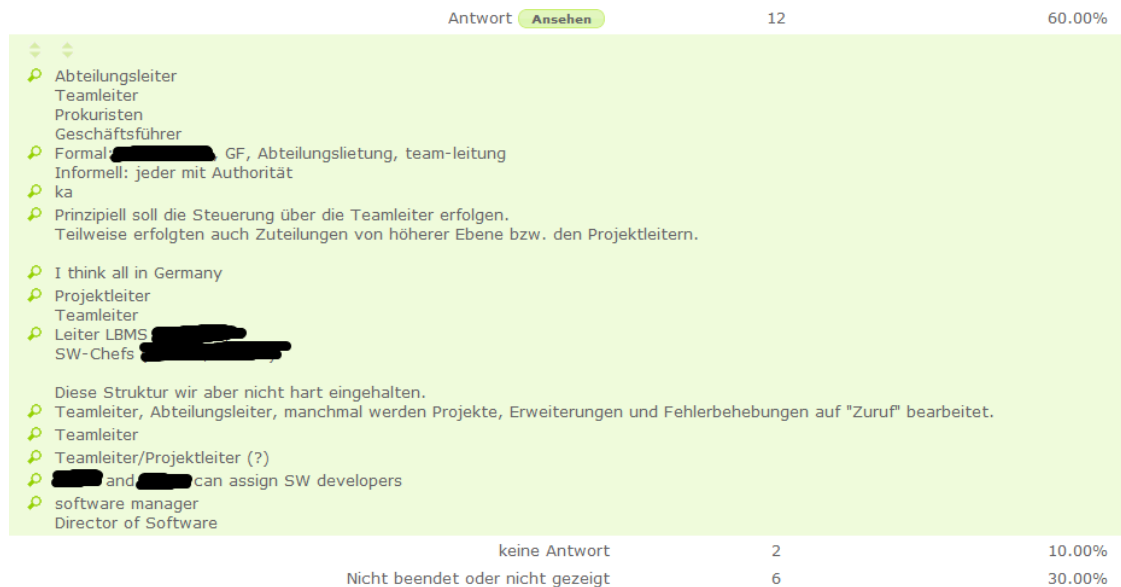 Antwort Ansehen 12 60.00%
Abteilungsleiter
Teamleiter
Prokuristen
Geschäftsführer
Formal: , GF, Abteilungslietung, team-leitung
Informell: jeder mit Authorität
ka
Prinzipiell soll die Steuerung über die Teamleiter erfolgen.
Teilweise erfolgten auch Zuteilungen von höherer Ebene bzw. den Projektleitern.
I think all in Germany
Projektleiter
Teamleiter
Leiter LBMS
SW-Chefs
Diese Struktur wir aber nicht hart eingehalten.
Teamleiter, Abteilungsleiter, manchmal werden Projekte, Erweiterungen und Fehlerbehebungen auf "Zuruf" bearbeitet.
Teamleiter
Teamleiter/Projektleiter (?)
and can assign SW developers
software manager
Director of Software
keine Antwort 2 10.00%
Nicht beendet oder nicht gezeigt 6 30.00%